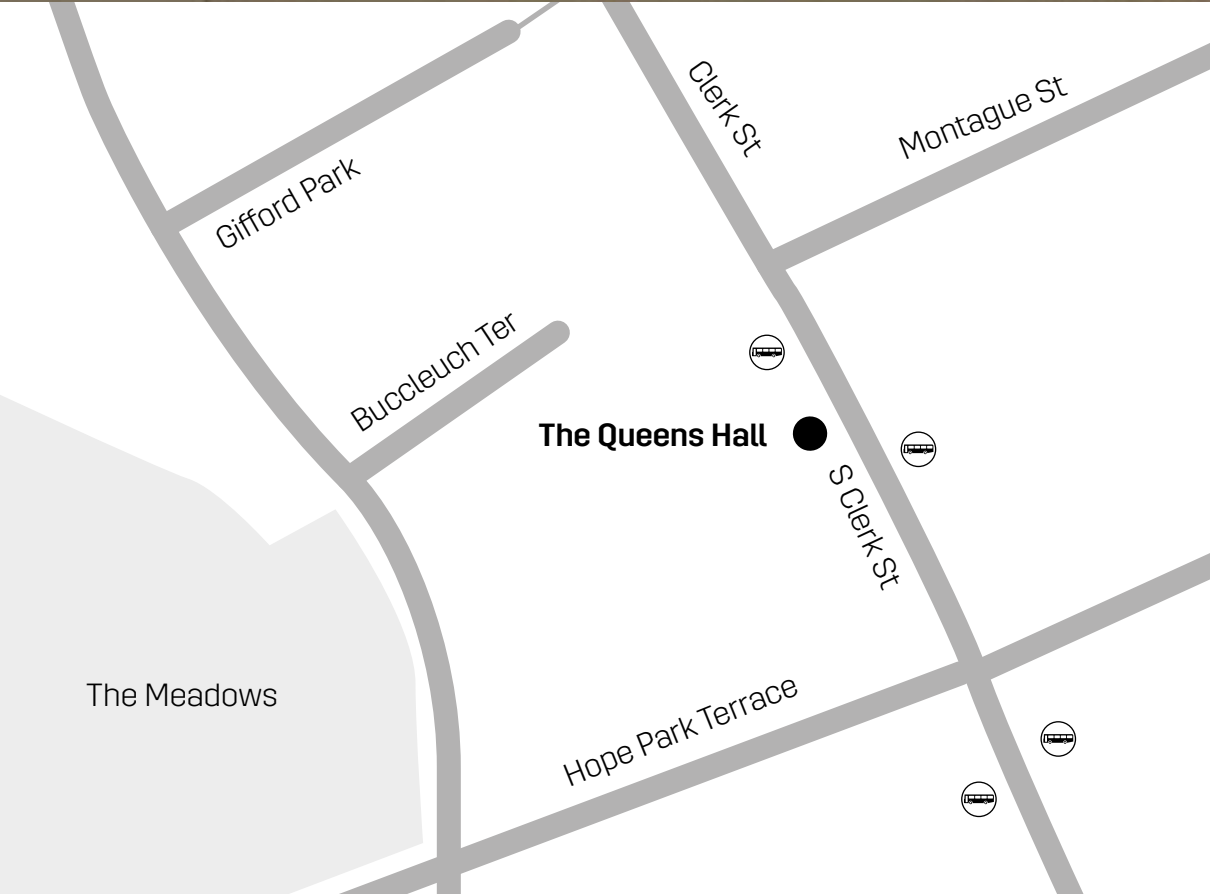 Clerk St
Montague St
Gifford Park
Buccleuch Ter
The Queens Hall
S Clerk St
The Meadows
Hope Park Terrace